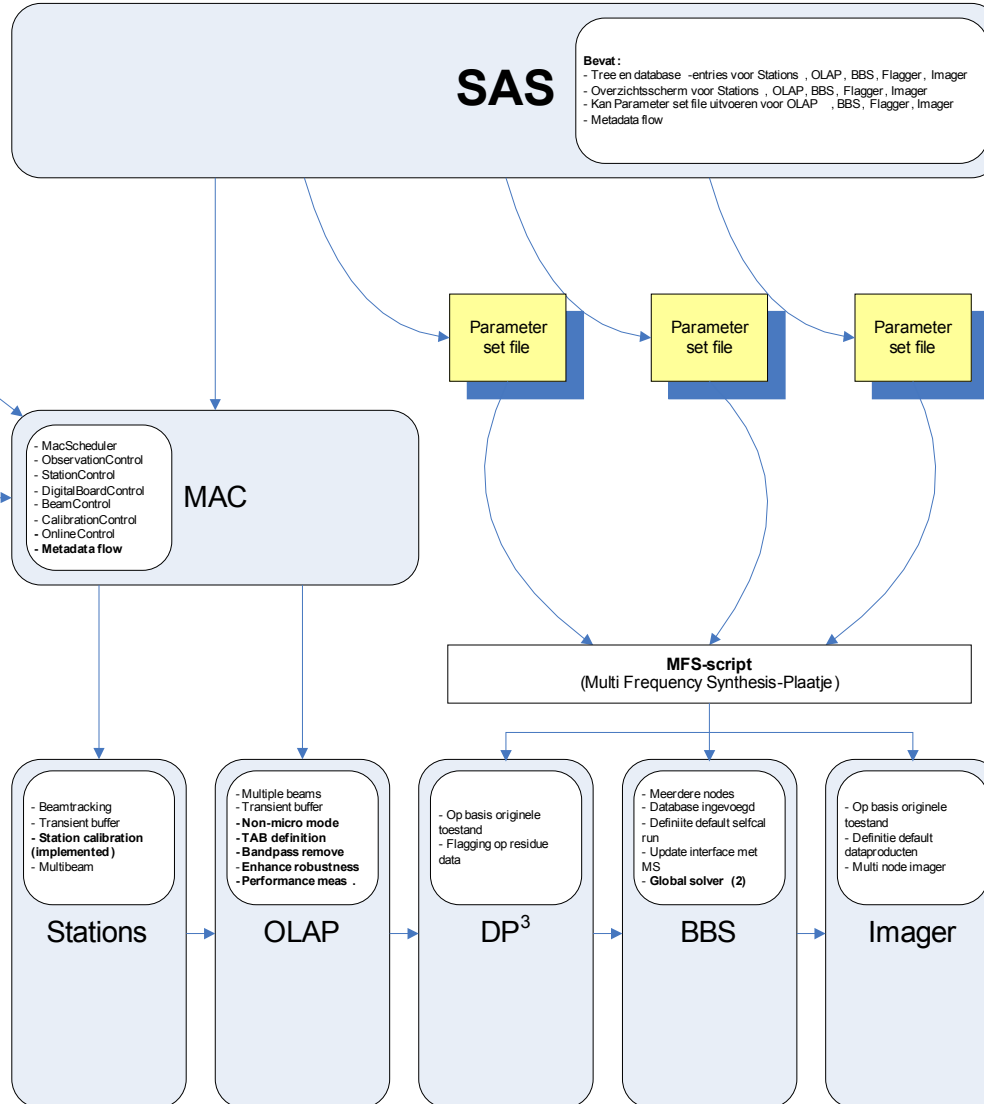 SAS
Bevat :
- Tree en database -entries voor Stations , OLAP, BBS, Flagger, Imager
- Overzichtsscherm voor Stations , OLAP, BBS, Flagger, Imager
- Kan Parameter set file uitvoeren voor OLAP , BBS, Flagger, Imager
- Metadata flow
Parameter
set file
Parameter
set file
Parameter
set file
- MacScheduler
- ObservationControl
- StationControl
- DigitalBoardControl
- BeamControl
- CalibrationControl
- OnlineControl
- Metadata flow
MAC
MFS-script
(Multi Frequency Synthesis-Plaatje)
- Beamtracking
- Transient buffer
- Station calibration
(implemented)
- Multibeam
Stations
- Multiple beams
- Transient buffer
- Non-micro mode
- TAB definition
- Bandpass remove
- Enhance robustness
- Performance meas .
OLAP
- Op basis originele
toestand
- Flagging op residue
data
DP³
- Meerdere nodes
- Database ingevoegd
- Definiite default selfcal
run
- Update interface met
MS
- Global solver (2)
BBS
- Op basis originele
toestand
- Definitie default
dataproducten
- Multi node imager
Imager